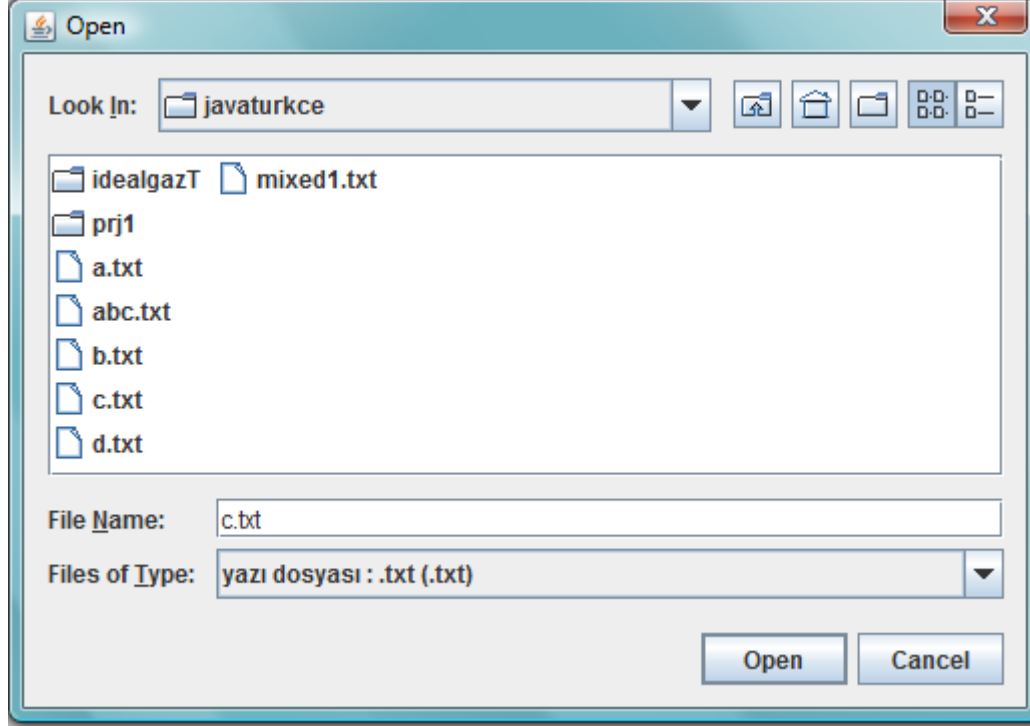 Open
Look In: javaturkce
idealgazT mixed1.txt
prj1
a.txt
abc.txt
b.txt
c.txt
d.txt
File Name: c.txt
Files of Type: yazı dosyası : .txt (.txt)
Open Cancel